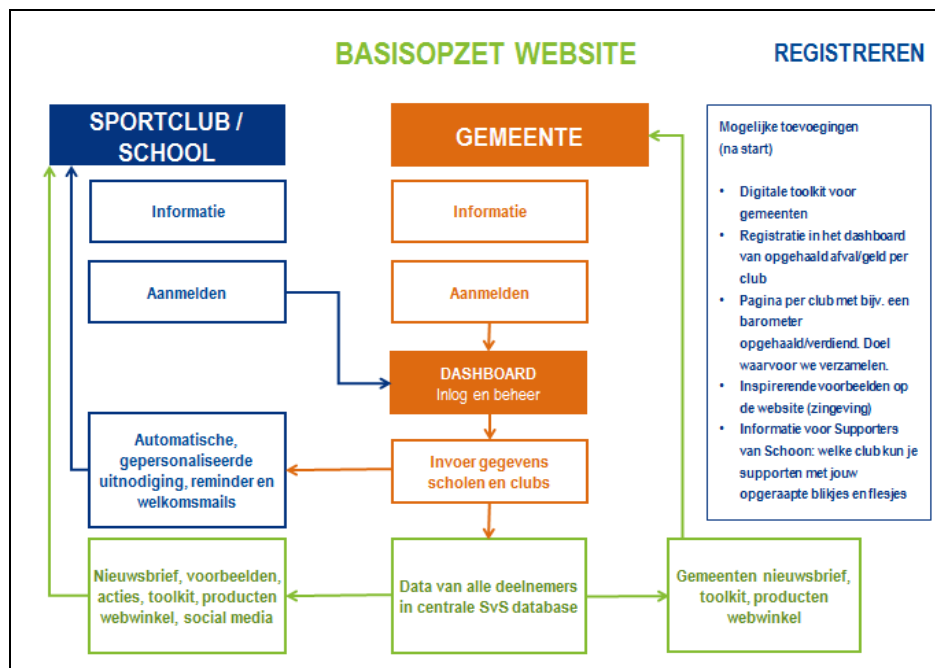 BASISOPZET WEBSITE
REGISTREREN
SPORTCLUB /
SCHOOL
GEMEENTE
Informatie
Informatie
Aanmelden
Aanmelden
DASHBOARD
Inlog en beheer
Automatische,
gepersonaliseerde
uitnodiging, reminder en
welkomsmails
Invoer gegevens
scholen en clubs
Nieuwsbrief, voorbeelden,
acties, toolkit, producten
webwinkel, social media
Data van alle deelnemers
in centrale SvS database
Gemeenten nieuwsbrief,
toolkit, producten
webwinkel
Mogelijke toevoegingen
(na start)
• Digitale toolkit voor
gemeenten
• Registratie in het dashboard
van opgehaald afval/geld per
club
• Pagina per club met bijv. een
barometer
opgehaald/verdiend. Doel
waarvoor we verzamelen.
• Inspirerende voorbeelden op
de website (zingeving)
• Informatie voor Supporters
van Schoon: welke club kun je
supporten met jouw
opgeraapte blikjes en flesjes